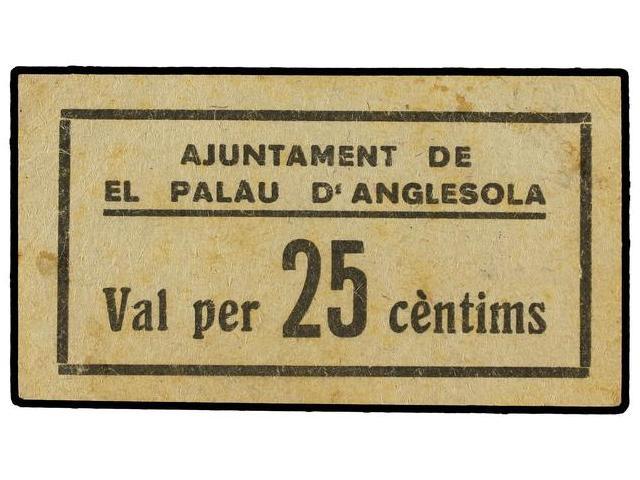 AJUNTAMENT DE
EL PALAU D'ANGLESOLA
Val per 25 cèntims